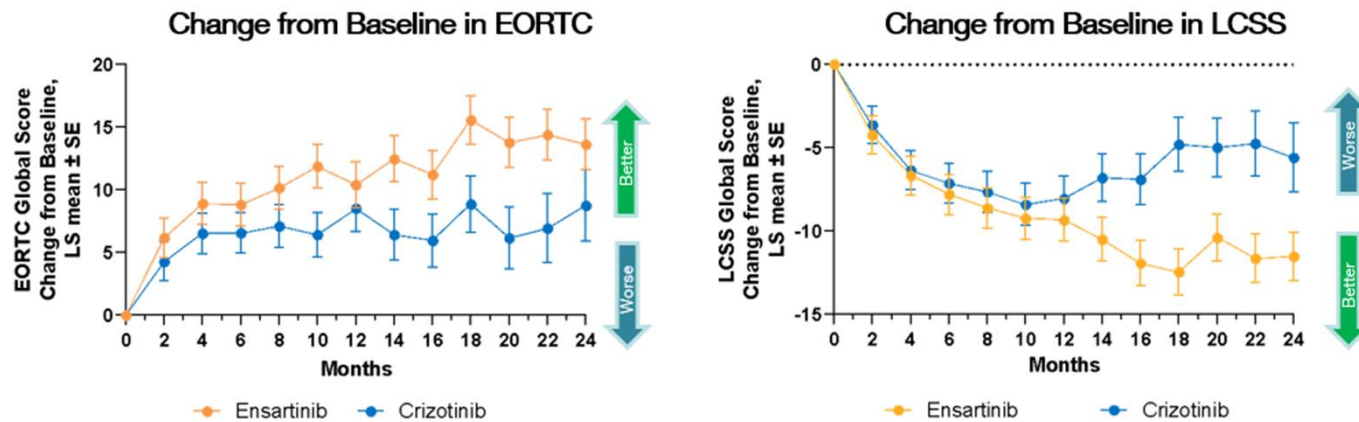 Change from Baseline in EORTC
EORTC Global Score
Change from Baseline,
LS mean ± SE
20
15
10
5
0
0 2 4 6 8 10 12 14 16 18 20 22 24
Months
Better
Worse
Ensartinib Crizotinib
Change from Baseline in LCSS
LCSS Global Score
Change from Baseline,
LS mean ± SE
0
-5
-10
-15
0 2 4 6 8 10 12 14 16 18 20 22 24
Months
Worse
Better
Ensartinib Crizotinib